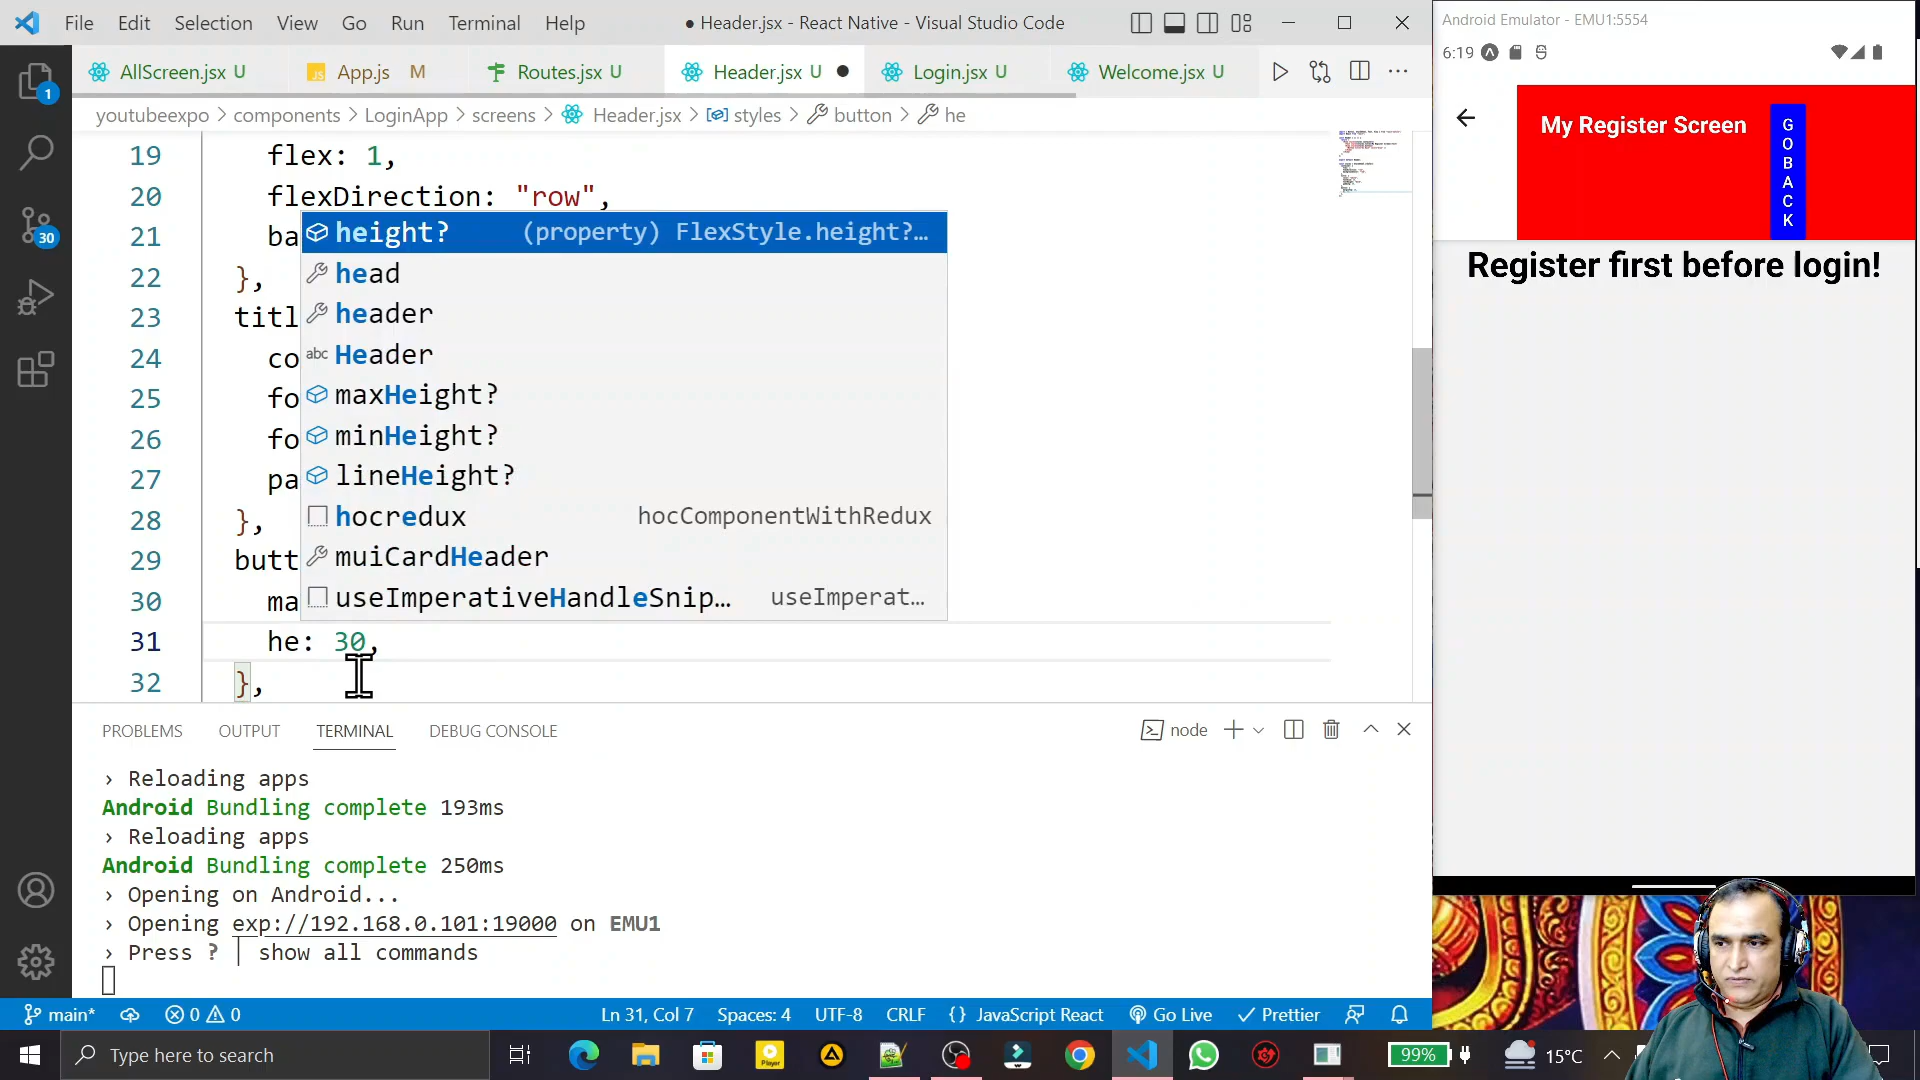 File Edit Selection View Go Run Terminal Help
● Header.jsx - React Native - Visual Studio Code
AllScreen.jsx U
JS App.js M
Routes.jsx U
Header.jsx U ●
Login.jsx U
Welcome.jsx U
youtubeexpo > components > LoginApp > screens > Header.jsx > styles > button > he
19 flex: 1,
20 flexDirection: "row",
21 ba
22 },
23 titl
24 co
25 fo
26 fo
27 pa
28 },
29 butt
30 ma
31 he: 30,
32 },
height? (property) FlexStyle.height?…
head
header
abc Header
maxHeight?
minHeight?
lineHeight?
hocredux hocComponentWithRedux
muiCardHeader
useImperativeHandleSnip… useImperat…
PROBLEMS OUTPUT TERMINAL DEBUG CONSOLE
node
› Reloading apps
Android Bundling complete 193ms
› Reloading apps
Android Bundling complete 250ms
› Opening on Android...
› Opening exp://192.168.0.101:19000 on EMU1
› Press ? │ show all commands
1
30
main* 0 0 Ln 31, Col 7 Spaces: 4 UTF-8 CRLF {} JavaScript React Go Live Prettier
Type here to search
Player
99%
15°C
Android Emulator - EMU1:5554
6:19
My Register Screen
G
O
B
A
C
K
Register first before login!